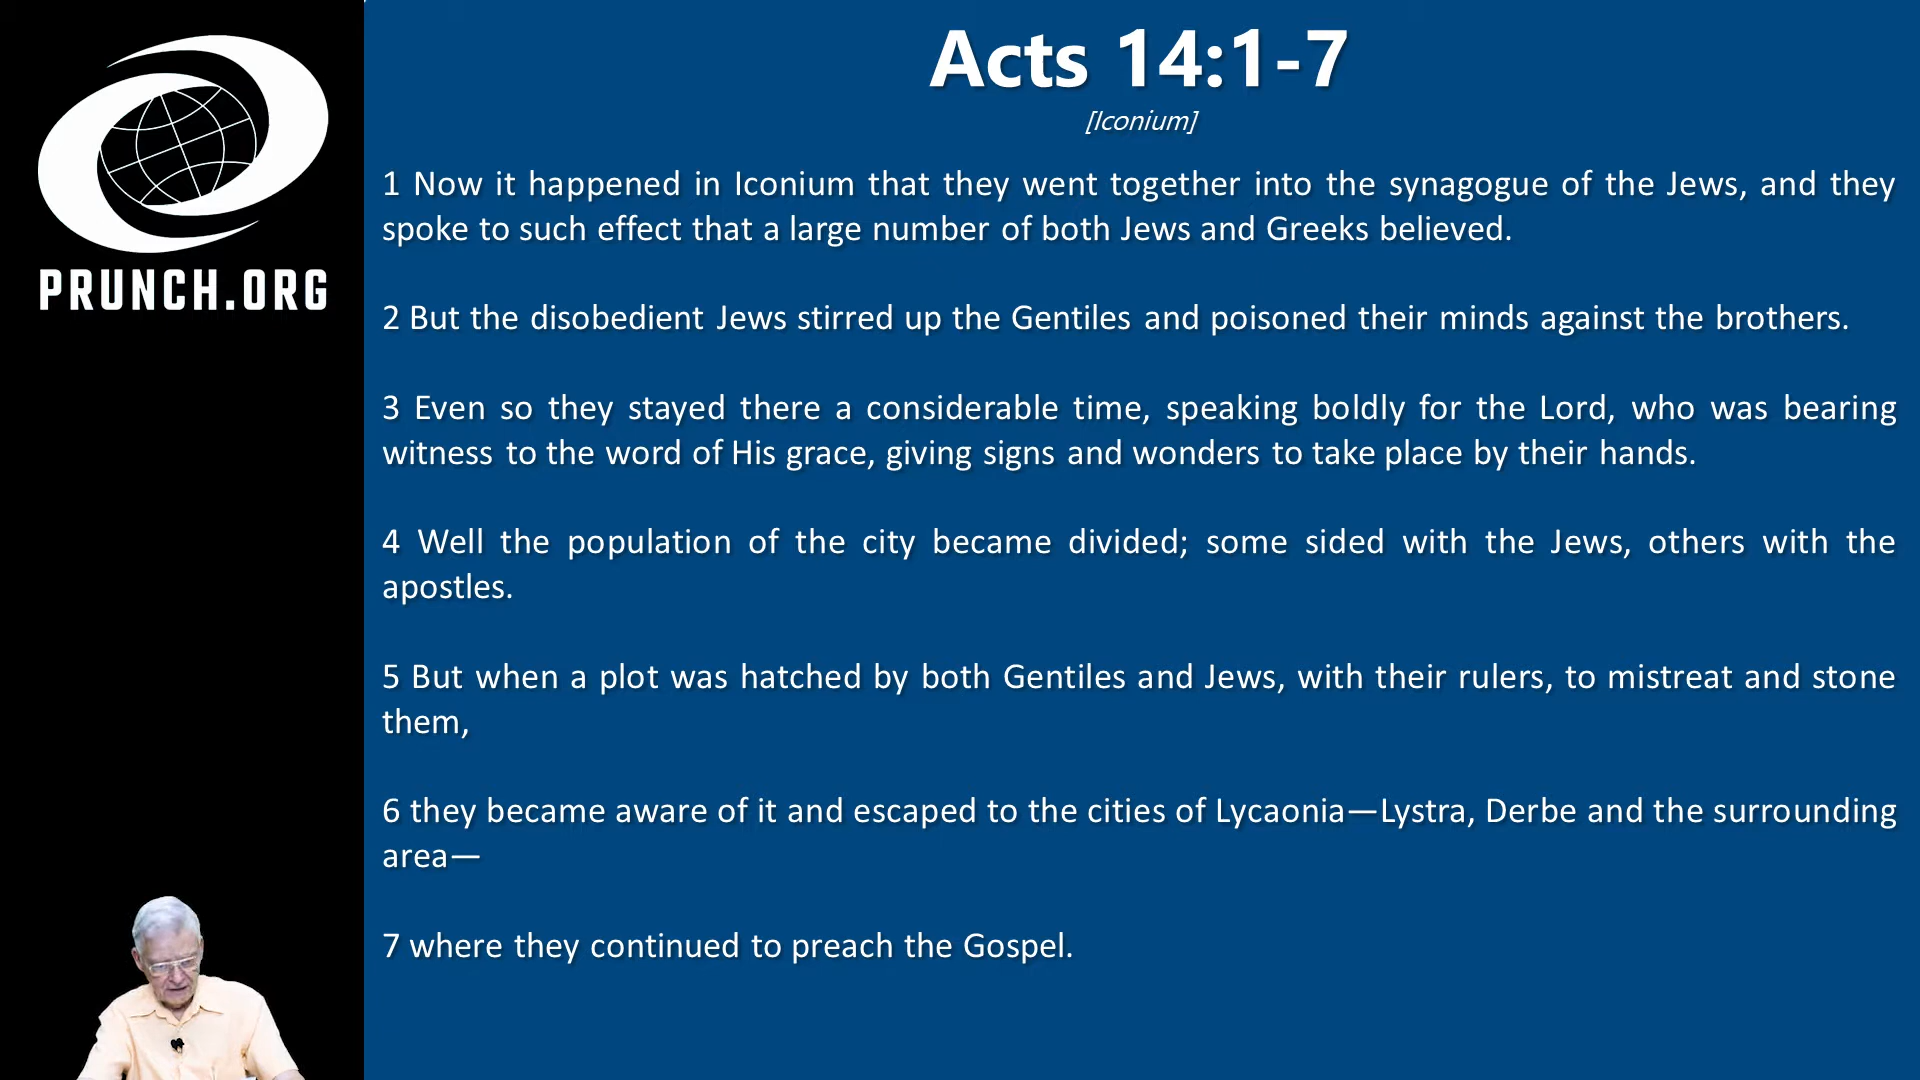 PRUNCH.ORG
Acts 14:1-7
[Iconium]
1 Now it happened in Iconium that they went together into the synagogue of the Jews, and they
spoke to such effect that a large number of both Jews and Greeks believed.
2 But the disobedient Jews stirred up the Gentiles and poisoned their minds against the brothers.
3 Even so they stayed there a considerable time, speaking boldly for the Lord, who was bearing
witness to the word of His grace, giving signs and wonders to take place by their hands.
4 Well the population of the city became divided; some sided with the Jews, others with the
apostles.
5 But when a plot was hatched by both Gentiles and Jews, with their rulers, to mistreat and stone
them,
6 they became aware of it and escaped to the cities of Lycaonia—Lystra, Derbe and the surrounding
area—
7 where they continued to preach the Gospel.